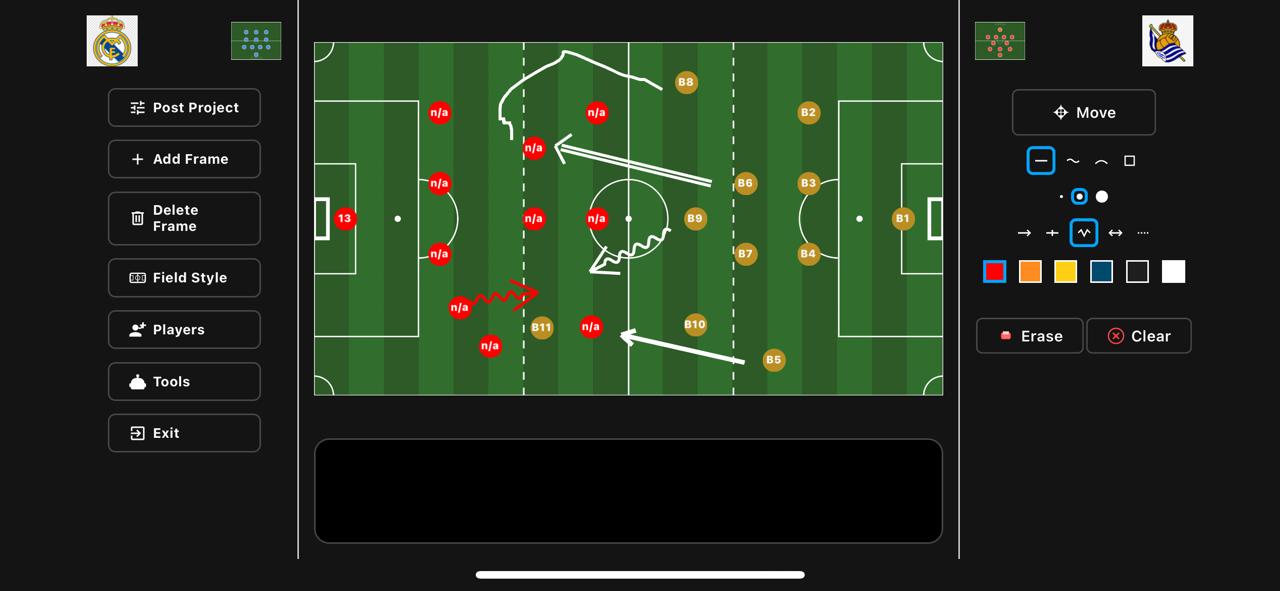 Post Project
Add Frame
Delete
Frame
Field Style
Players
Tools
Exit
B8
n/a
n/a
B2
n/a
n/a
B6
B3
13
n/a
n/a
B9
B1
n/a
B7
B4
n/a
B11
n/a
B10
n/a
B5
Move
Erase
Clear